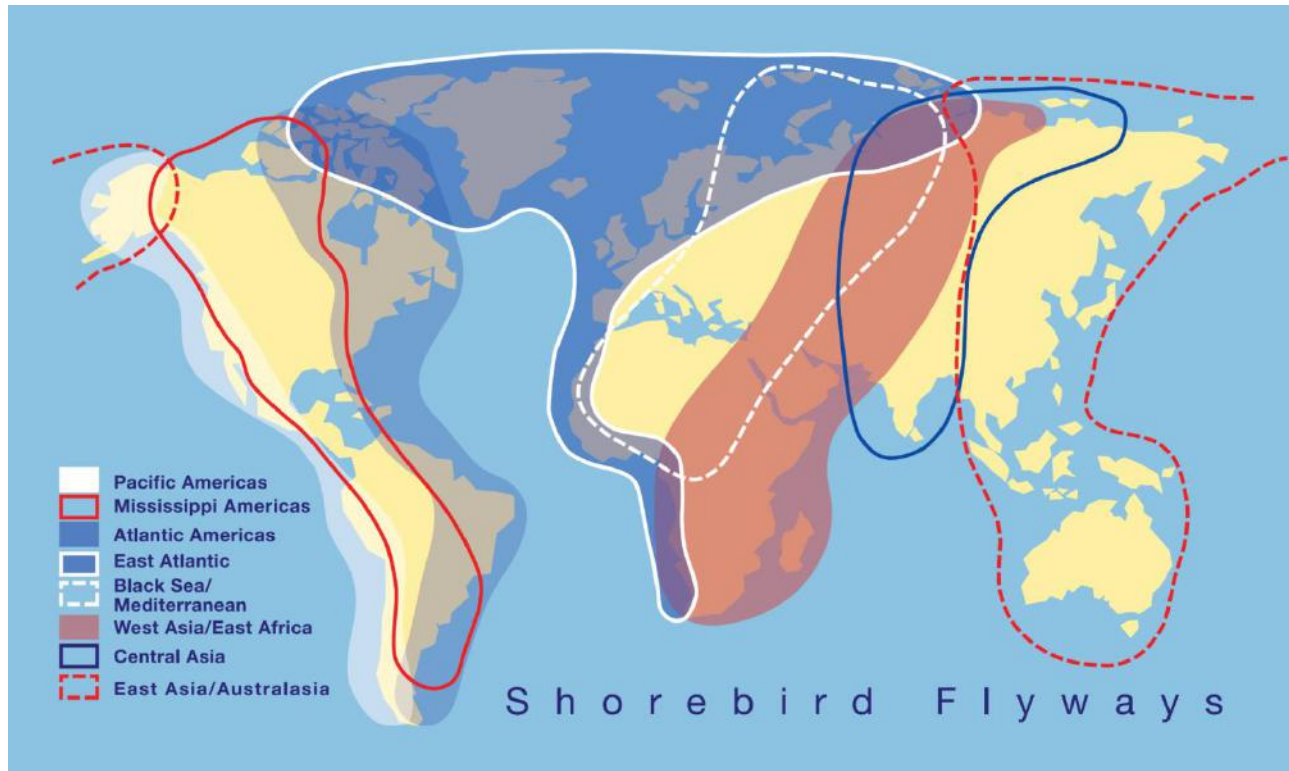 Pacific Americas
Mississippi Americas
Atlantic Americas
East Atlantic
Black Sea/
Mediterranean
West Asia/East Africa
Central Asia
East Asia/Australasia
Shorebird Flyways